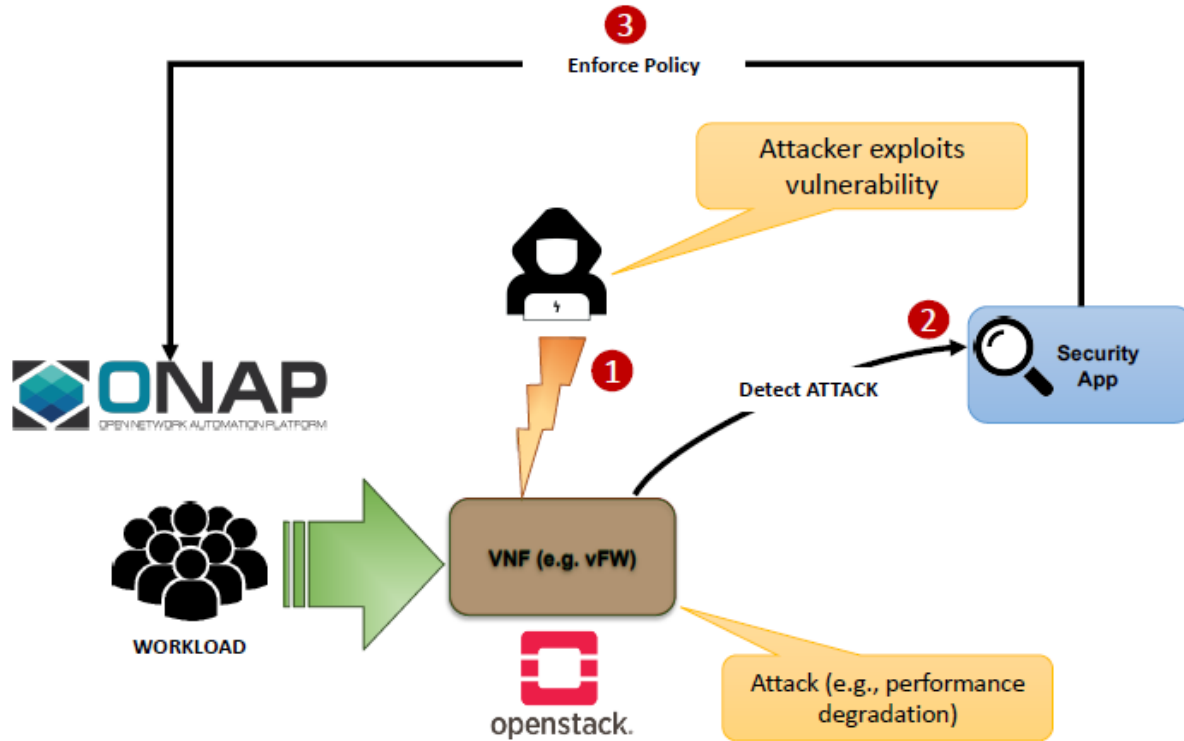 3
Enforce Policy
Attacker exploits
vulnerability
1
2
Security
App
Detect ATTACK
ONAP
OPEN NETWORK AUTOMATION PLATFORM
WORKLOAD
VNF (e.g. vFW)
openstack.
Attack (e.g., performance
degradation)